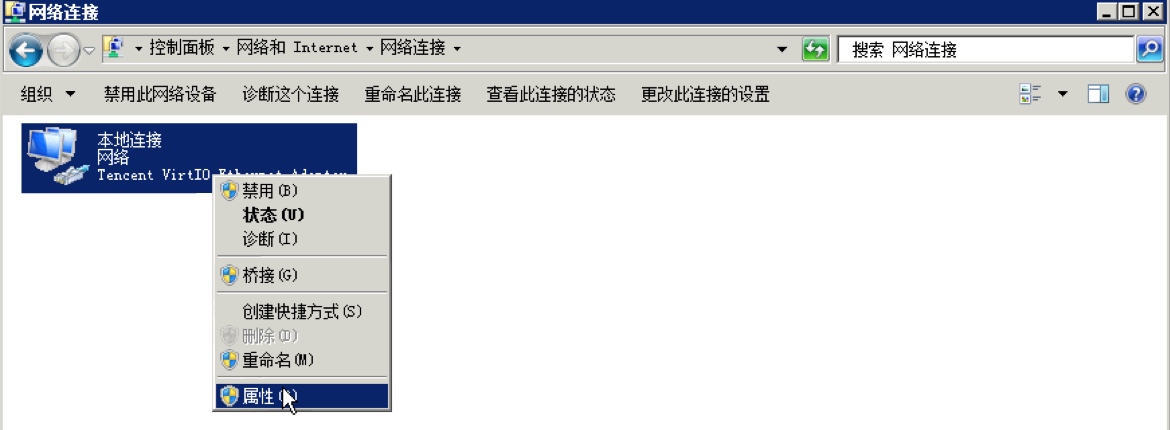 网络连接
控制面板 网络和 Internet 网络连接
搜索 网络连接
组织 禁用此网络设备 诊断这个连接 重命名此连接 查看此连接的状态 更改此连接的设置
本地连接
网络
Tencent VirtIO Ethernet Adapter
禁用(B)
状态(U)
诊断(I)
桥接(G)
创建快捷方式(S)
删除(D)
重命名(M)
属性